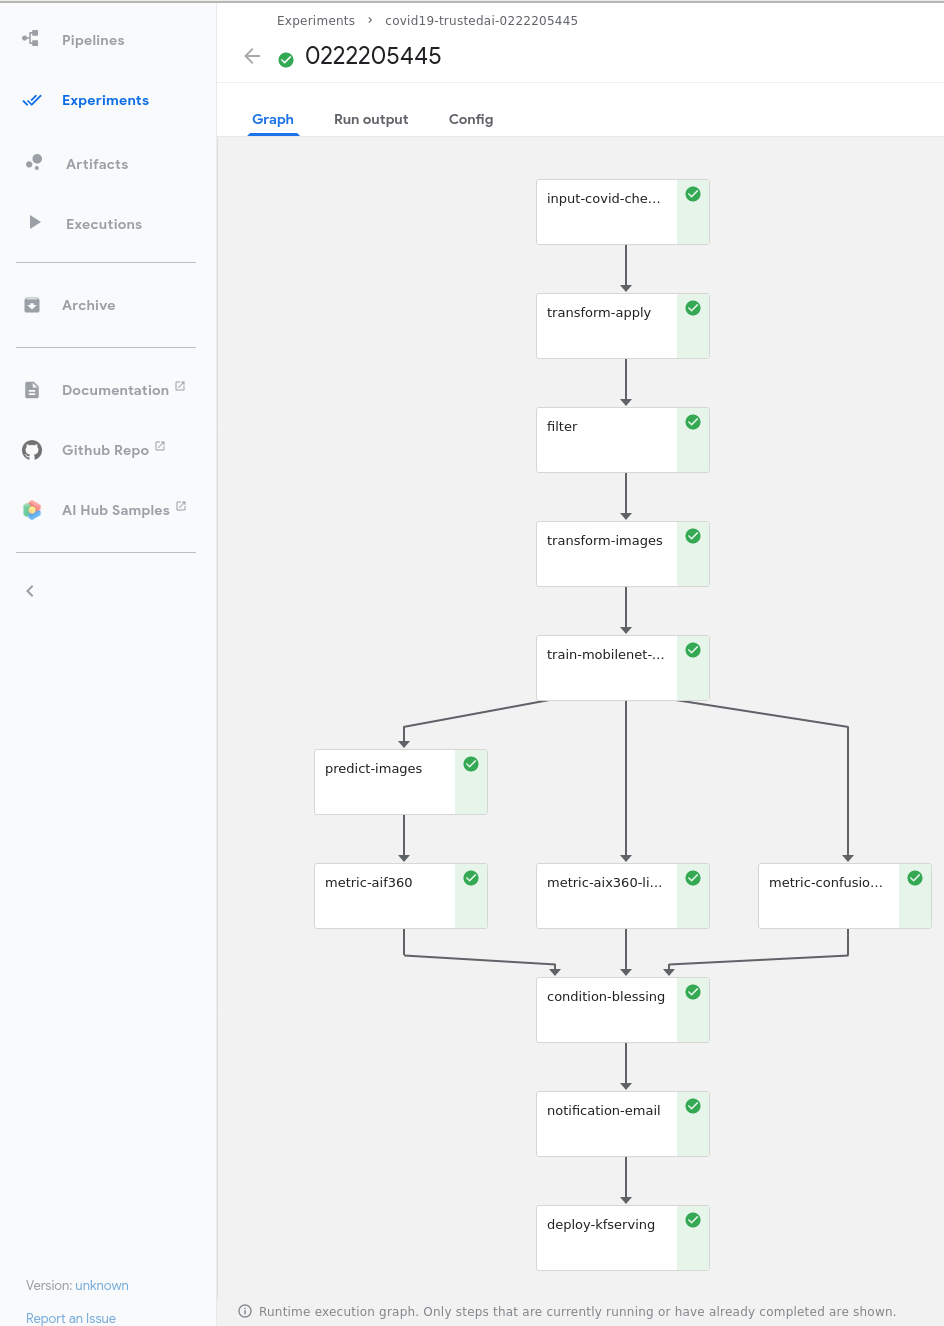 Experiments › covid19-trustedai-0222205445
0222205445
Graph Run output Config
Pipelines
Experiments
Artifacts
Executions
Archive
Documentation
Github Repo
AI Hub Samples
Version: unknown
Report an Issue
input-covid-che...
transform-apply
filter
transform-images
train-mobilenet-...
predict-images
metric-aif360
metric-aix360-li...
metric-confusio...
condition-blessing
notification-email
deploy-kfserving
Runtime execution graph. Only steps that are currently running or have already completed are shown.